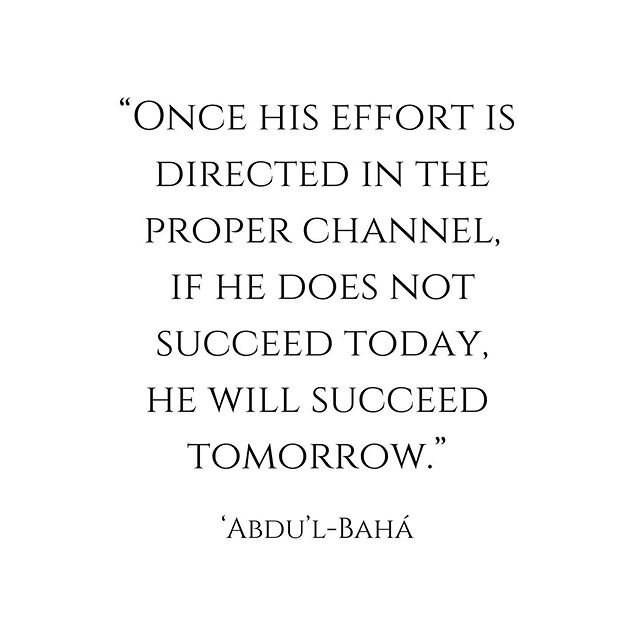 “Once his effort is
directed in the
proper channel,
if he does not
succeed today,
he will succeed
tomorrow.”
‘Abdu’l-Bahá